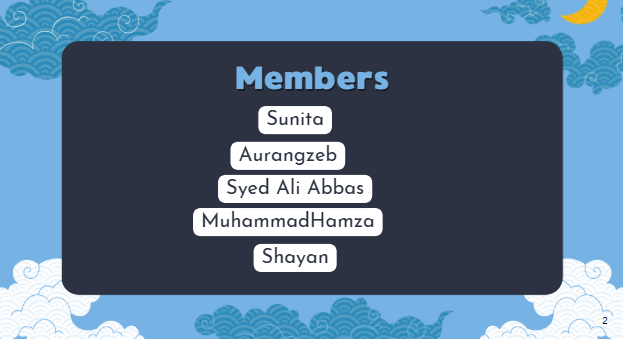 Members
Sunita
Aurangzeb
Syed Ali Abbas
MuhammadHamza
Shayan
2